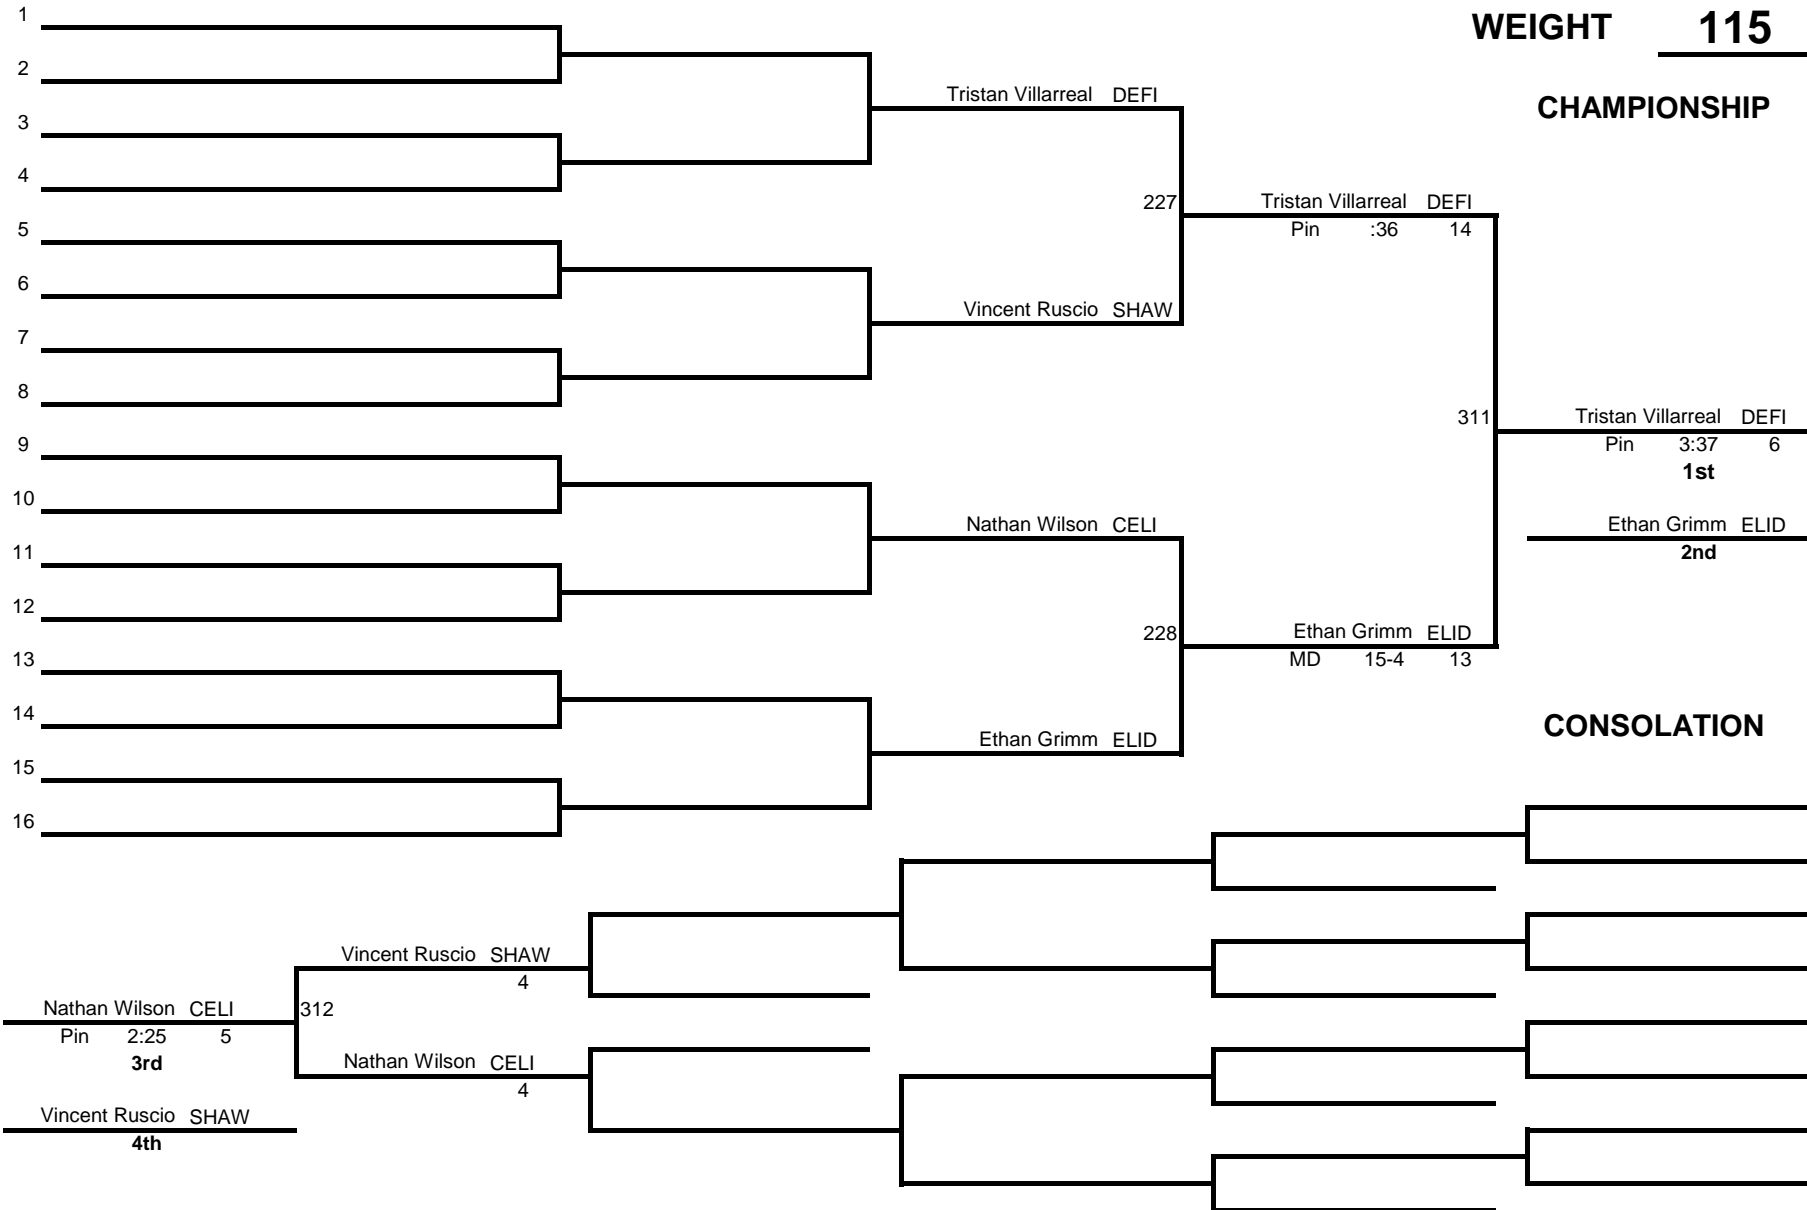 1
WEIGHT 115
2
Tristan Villarreal DEFI
CHAMPIONSHIP
3
4
227
Tristan Villarreal DEFI
Pin :36 14
5
6
Vincent Ruscio SHAW
7
8
311
Tristan Villarreal DEFI
Pin 3:37 6
1st
9
10
Nathan Wilson CELI
Ethan Grimm ELID
2nd
11
12
228
Ethan Grimm ELID
MD 15-4 13
13
14
CONSOLATION
Ethan Grimm ELID
15
16
Vincent Ruscio SHAW
4
Nathan Wilson CELI
312
Pin 2:25 5
3rd
Nathan Wilson CELI
4
Vincent Ruscio SHAW
4th